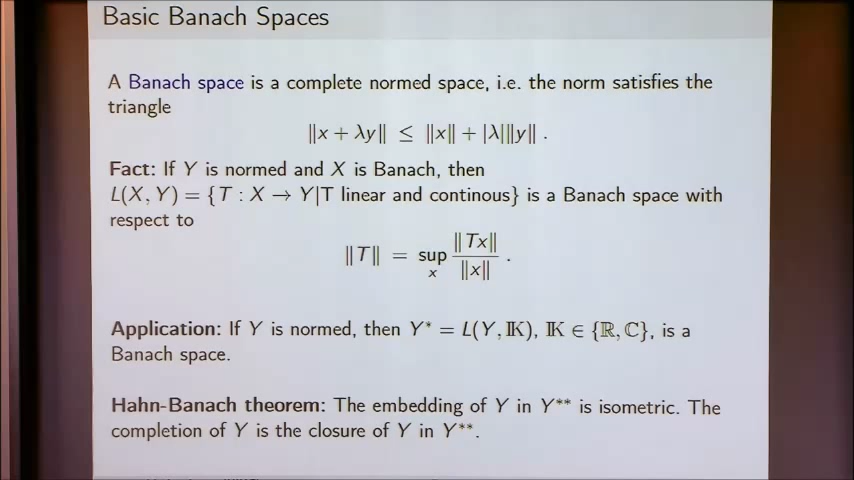 Basic Banach Spaces
A Banach space is a complete normed space, i.e. the norm satisfies the
triangle
‖x + λy‖ ≤ ‖x‖ + |λ|‖y‖ .
Fact: If Y is normed and X is Banach, then
L(X, Y) = {T : X → Y|T linear and continous} is a Banach space with
respect to
‖T‖ = sup_x ‖Tx‖/‖x‖ .
Application: If Y is normed, then Y* = L(Y, 𝕂), 𝕂 ∈ {ℝ, ℂ}, is a
Banach space.
Hahn-Banach theorem: The embedding of Y in Y** is isometric. The
completion of Y is the closure of Y in Y**.